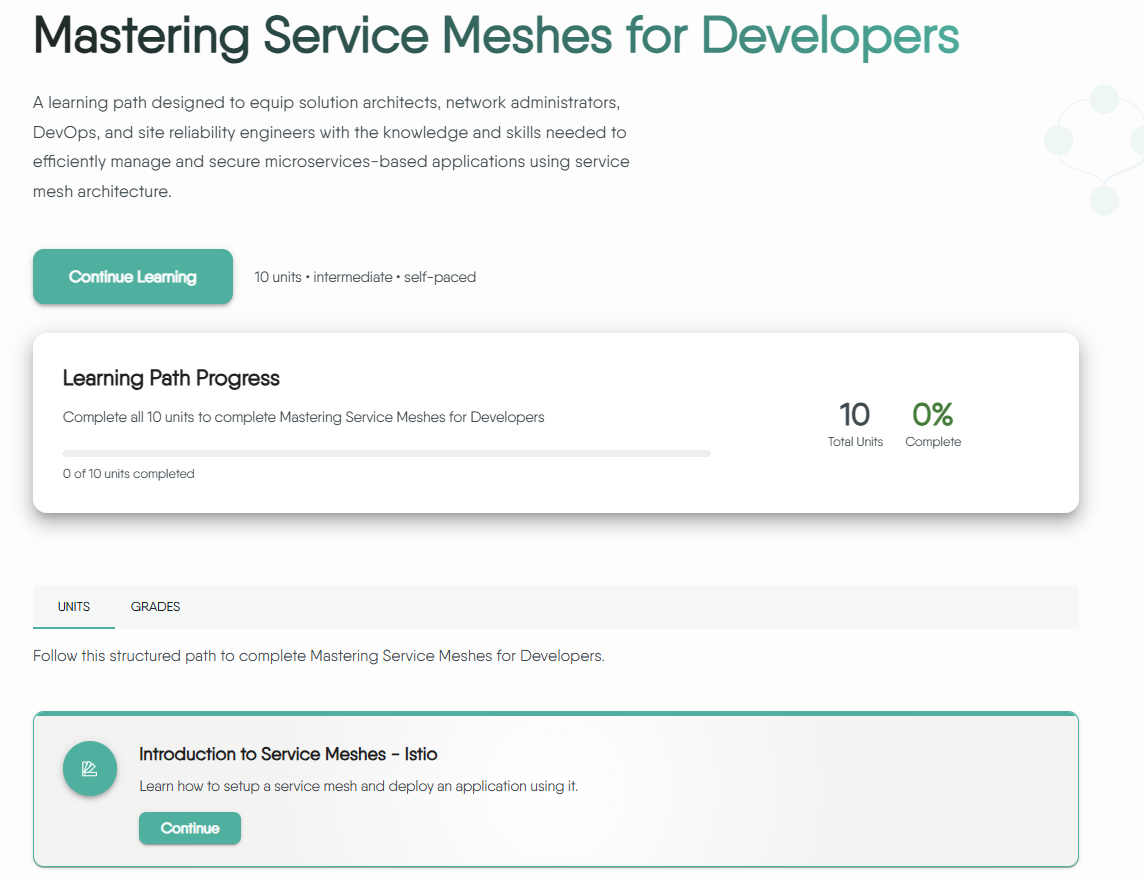 Mastering Service Meshes for Developers
A learning path designed to equip solution architects, network administrators,
DevOps, and site reliability engineers with the knowledge and skills needed to
efficiently manage and secure microservices-based applications using service
mesh architecture.
Continue Learning
10 units • intermediate • self-paced
Learning Path Progress
Complete all 10 units to complete Mastering Service Meshes for Developers
0 of 10 units completed
10
Total Units
0%
Complete
UNITS
GRADES
Follow this structured path to complete Mastering Service Meshes for Developers.
Introduction to Service Meshes - Istio
Learn how to setup a service mesh and deploy an application using it.
Continue